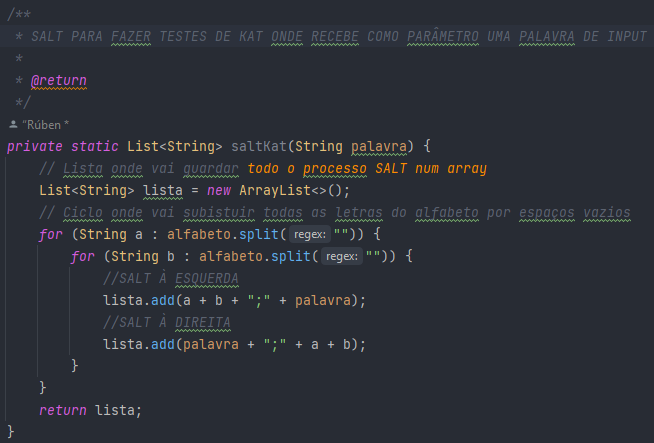 /**
 * SALT PARA FAZER TESTES DE KAT ONDE RECEBE COMO PARÂMETRO UMA PALAVRA DE INPUT
 *
 * @return
 */
"Rúben *
private static List<String> saltKat(String palavra) {
    // Lista onde vai guardar todo o processo SALT num array
    List<String> lista = new ArrayList<>();
    // Ciclo onde vai subistuir todas as letras do alfabeto por espaços vazios
    for (String a : alfabeto.split( regex: "")) {
        for (String b : alfabeto.split( regex: "")) {
            //SALT À ESQUERDA
            lista.add(a + b + ";" + palavra);
            //SALT À DIREITA
            lista.add(palavra + ";" + a + b);
        }
    }
    return lista;
}